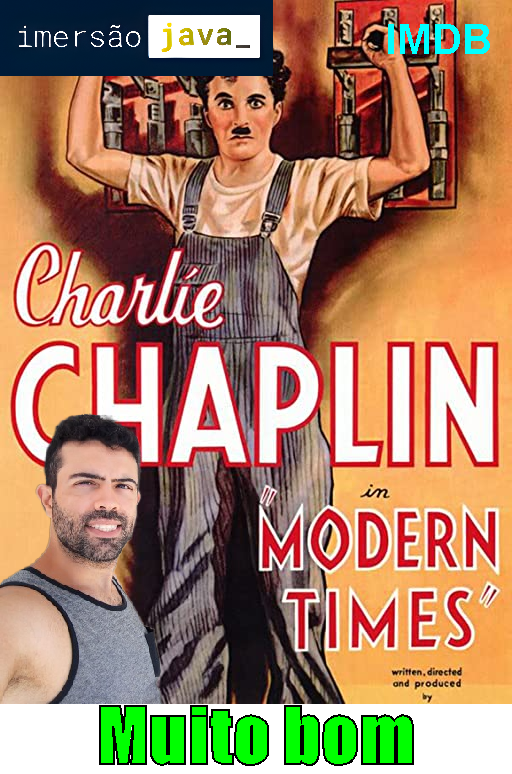 imersão java_
IMDB
Charlie
CHAPLIN
in
"MODERN
TIMES"
written, directed
and produced
by
Muito bom